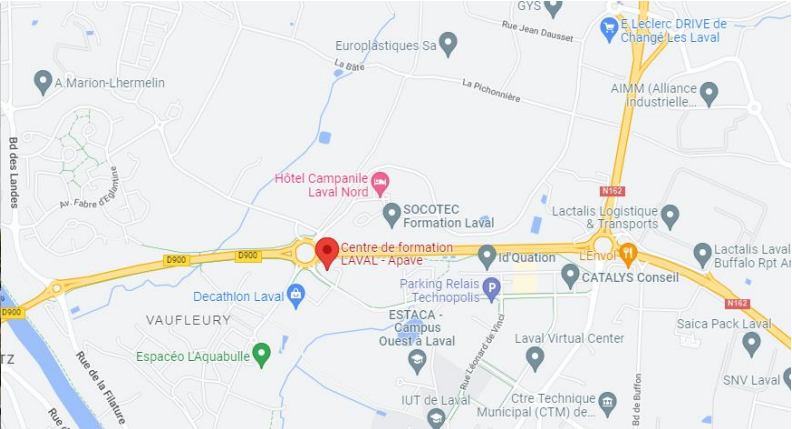 GYS
Rue Jean Dausset
E.Leclerc DRIVE de
Changé Les Laval
Europlastiques Sa
La Bâte
A.Marion-Lhermelin
La Pichonnière
AIMM (Alliance
Industrielle...
Bd des Landes
Av. Fabre d'Églantine
Hôtel Campanile
Laval Nord
N162
SOCOTEC
Formation Laval
Lactalis Logistique
& Transports
Centre de formation
LAVAL - Apave
Id'Quation
L'Envol
Lactalis Laval
Buffalo Rpt
D900
D900
CATALYS Conseil
Parking Relais
Technopolis
Decathlon Laval
D900
VAUFLEURY
ESTACA -
Campus
Ouest à Laval
N162
Saica Pack Laval
Rue Léonard de Vinci
Laval Virtual Center
Espacéo L'Aquabulle
TZ
Rue de la Filature
SNV Laval
IUT de Laval
Ctre Technique
Municipal (CTM) de...
Bd de Buffon